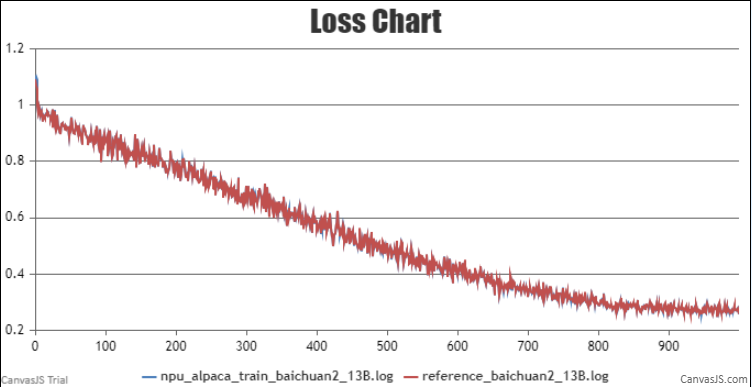 Loss Chart
1.2
1
0.8
0.6
0.4
0.2
0 100 200 300 400 500 600 700 800 900
npu_alpaca_train_baichuan2_13B.log reference_baichuan2_13B.log
CanvasJS Trial CanvasJS.com